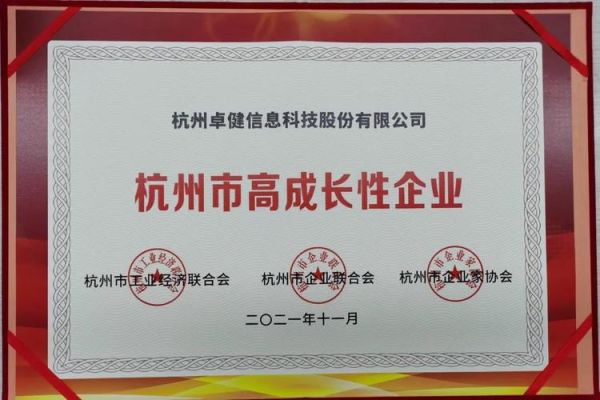 杭州卓健信息科技股份有限公司
杭州市高成长性企业
杭州市工业经济联合会 杭州市企业联合会 杭州市企业家协会
二〇二一年十一月